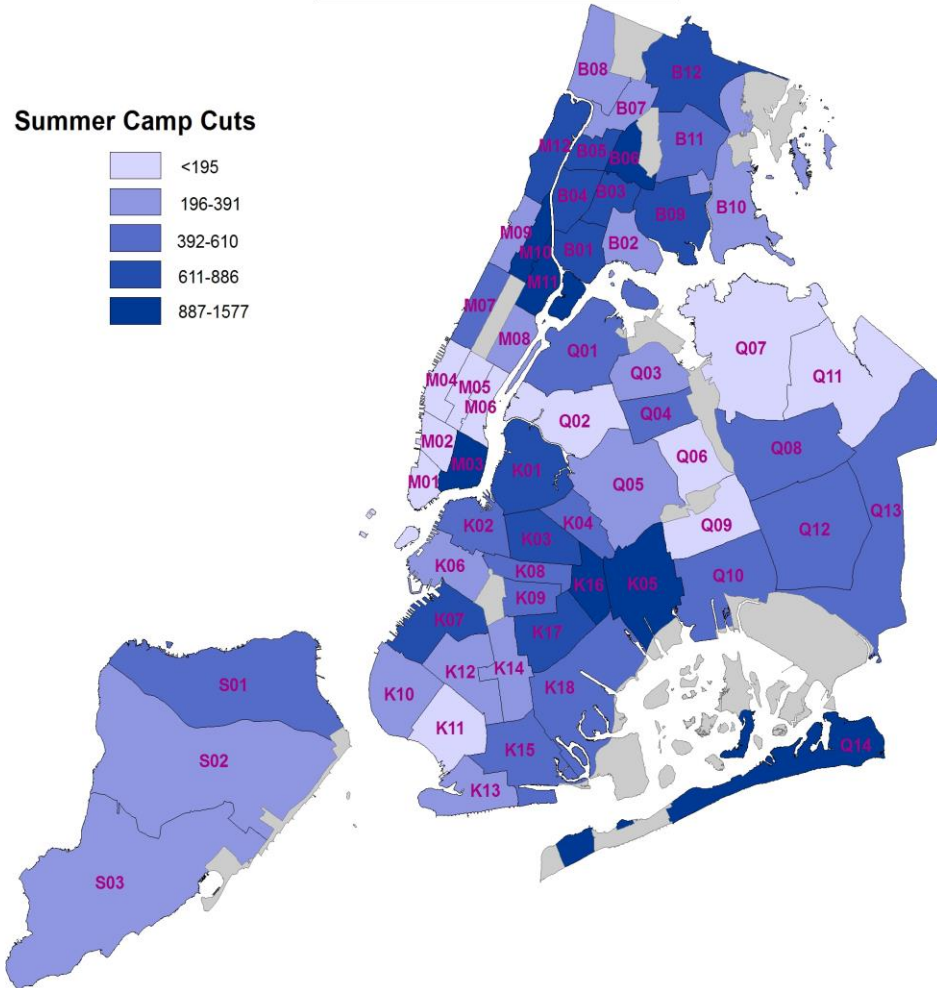 Summer Camp Cuts
<195
196-391
392-610
611-886
887-1577
B08
B12
B07
M12
B05
B06
B11
B04
B03
B09
B10
M09
M10
B01
B02
M11
M07
M08
Q01
Q07
Q03
Q11
M04
M05
M06
Q04
Q02
M02
Q08
Q06
M03
K01
M01
Q05
Q13
K02
K04
Q09
Q12
K03
K06
K08
K16
K05
Q10
K09
K07
K17
K14
K12
K10
K18
S01
K11
K15
Q14
S02
K13
S03